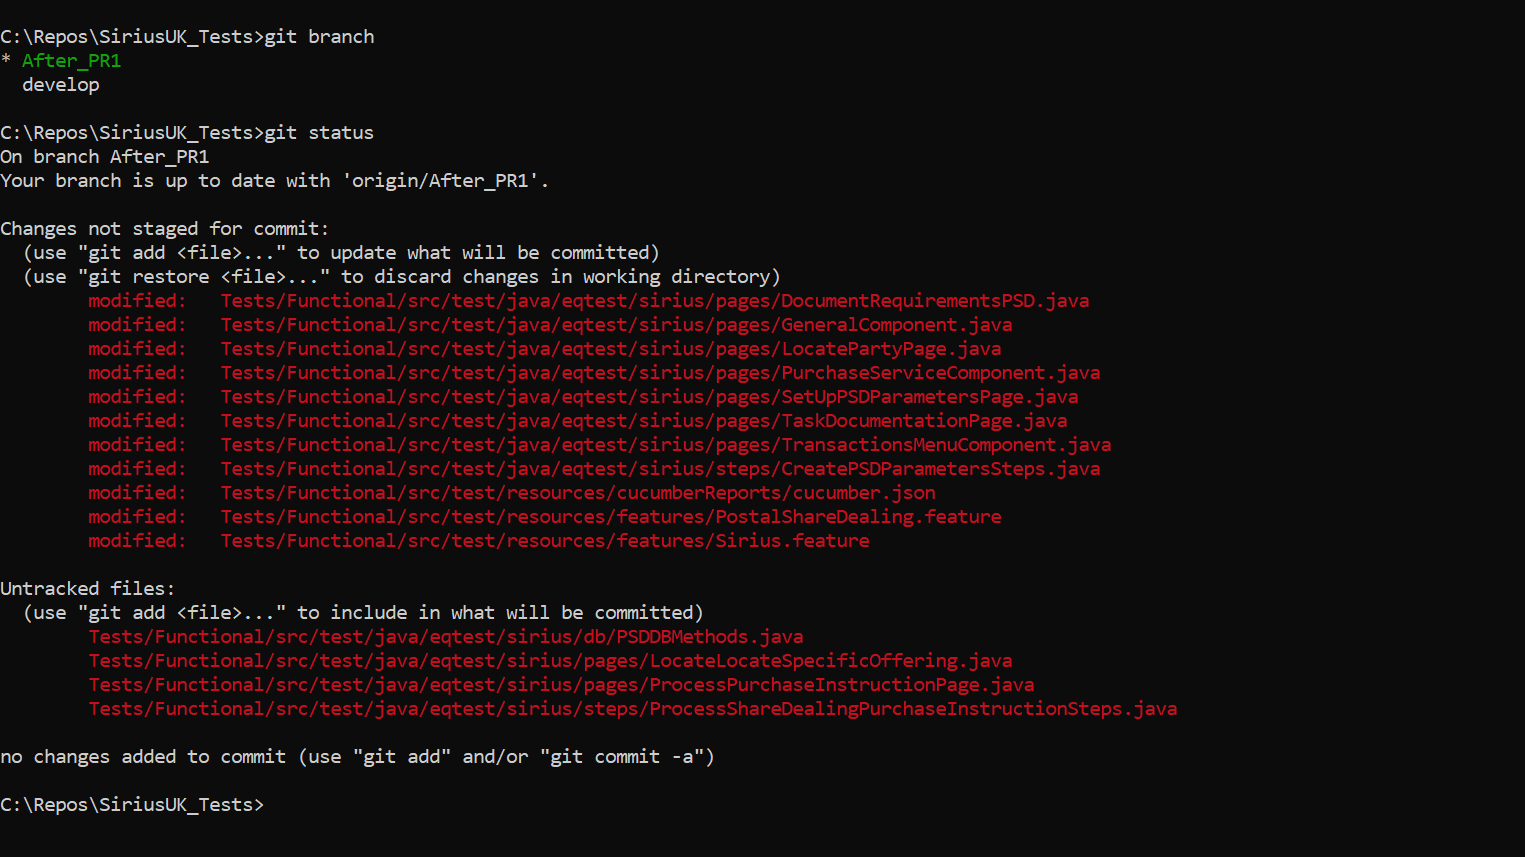 C:\Repos\SiriusUK_Tests>git branch
* After_PR1
  develop

C:\Repos\SiriusUK_Tests>git status
On branch After_PR1
Your branch is up to date with 'origin/After_PR1'.

Changes not staged for commit:
  (use "git add <file>..." to update what will be committed)
  (use "git restore <file>..." to discard changes in working directory)
        modified:   Tests/Functional/src/test/java/eqtest/sirius/pages/DocumentRequirementsPSD.java
        modified:   Tests/Functional/src/test/java/eqtest/sirius/pages/GeneralComponent.java
        modified:   Tests/Functional/src/test/java/eqtest/sirius/pages/LocatePartyPage.java
        modified:   Tests/Functional/src/test/java/eqtest/sirius/pages/PurchaseServiceComponent.java
        modified:   Tests/Functional/src/test/java/eqtest/sirius/pages/SetUpPSDParametersPage.java
        modified:   Tests/Functional/src/test/java/eqtest/sirius/pages/TaskDocumentationPage.java
        modified:   Tests/Functional/src/test/java/eqtest/sirius/pages/TransactionsMenuComponent.java
        modified:   Tests/Functional/src/test/java/eqtest/sirius/steps/CreatePSDParametersSteps.java
        modified:   Tests/Functional/src/test/resources/cucumberReports/cucumber.json
        modified:   Tests/Functional/src/test/resources/features/PostalShareDealing.feature
        modified:   Tests/Functional/src/test/resources/features/Sirius.feature

Untracked files:
  (use "git add <file>..." to include in what will be committed)
        Tests/Functional/src/test/java/eqtest/sirius/db/PSDDBMethods.java
        Tests/Functional/src/test/java/eqtest/sirius/pages/LocateLocateSpecificOffering.java
        Tests/Functional/src/test/java/eqtest/sirius/pages/ProcessPurchaseInstructionPage.java
        Tests/Functional/src/test/java/eqtest/sirius/steps/ProcessShareDealingPurchaseInstructionSteps.java

no changes added to commit (use "git add" and/or "git commit -a")

C:\Repos\SiriusUK_Tests>